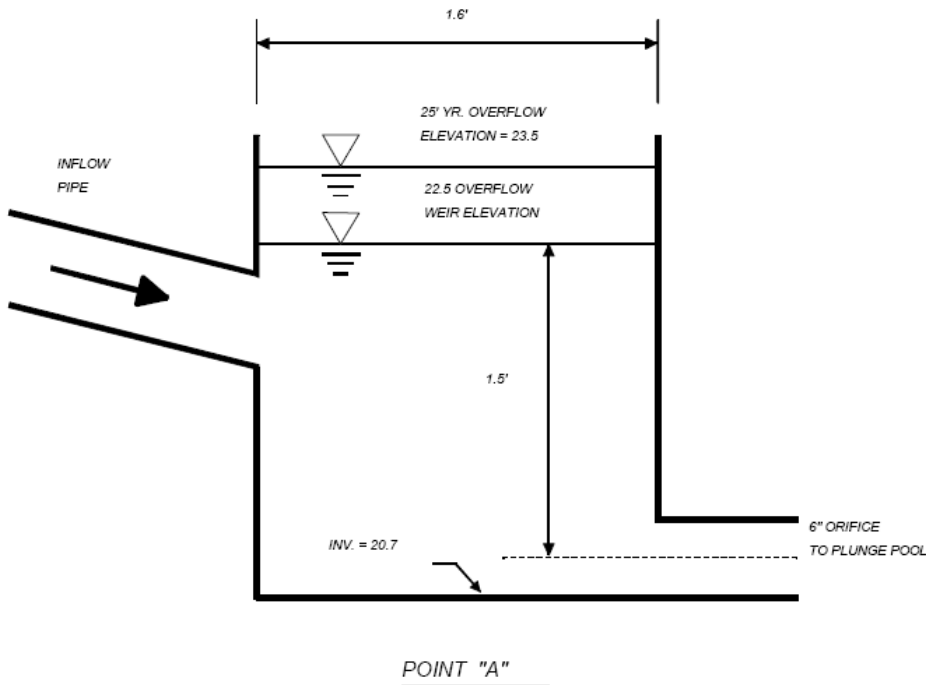 1.6'
25' YR. OVERFLOW
ELEVATION = 23.5
INFLOW
PIPE
22.5 OVERFLOW
WEIR ELEVATION
1.5'
6" ORIFICE
TO PLUNGE POOL
INV. = 20.7
POINT "A"